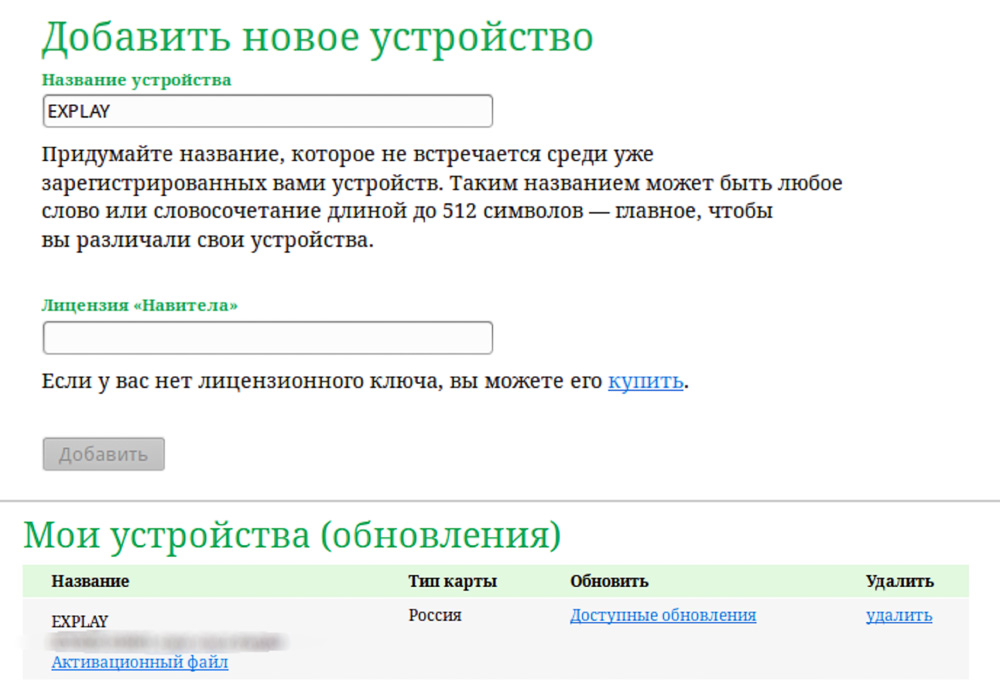 Добавить новое устройство
Название устройства
EXPLAY
Придумайте название, которое не встречается среди уже
зарегистрированных вами устройств. Таким названием может быть любое
слово или словосочетание длиной до 512 символов — главное, чтобы
вы различали свои устройства.
Лицензия «Навитела»
Если у вас нет лицензионного ключа, вы можете его купить.
Добавить
Мои устройства (обновления)
Название Тип карты Обновить Удалить
EXPLAY Россия Доступные обновления удалить
Активационный файл